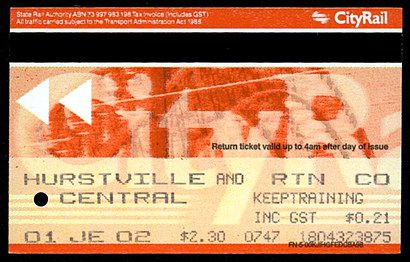 State Rail Authority ABN 73 997 983 198 Tax Invoice (Includes GST)
All traffic carried subject to the Transport Administration Act 1988
CityRail
Return ticket valid up to 4am after day of issue
HURSTVILLE AND RTN CO
CENTRAL KEEPTRAINING
INC-GST $0.21
01 JE 02 $2.30 0747 1804323875